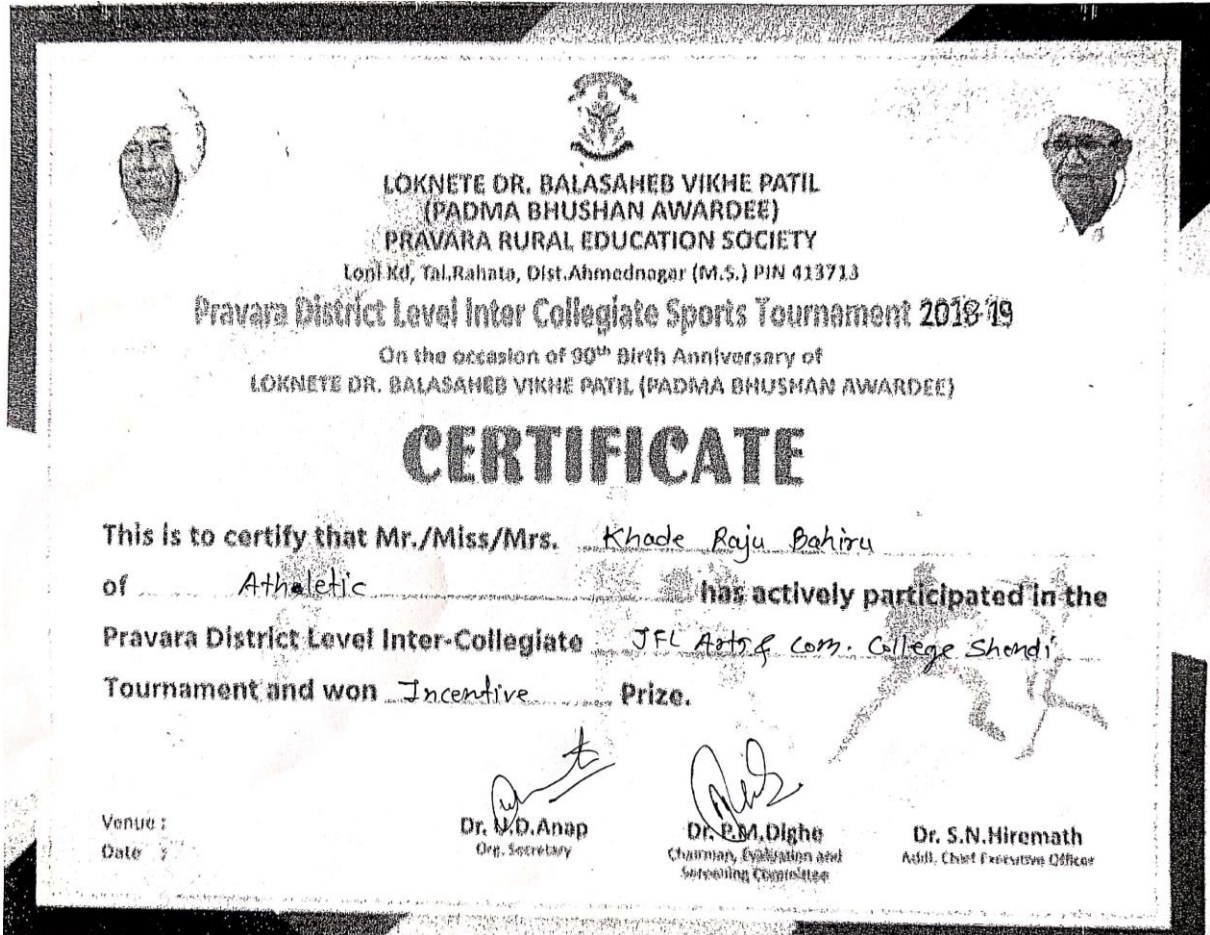 LOKNETE DR. BALASAHEB VIKHE PATIL
(PADMA BHUSHAN AWARDEE)
PRAVARA RURAL EDUCATION SOCIETY
Loni Kd, Tal.Rahata, Dist.Ahmednagar (M.S.) PIN 413713
Pravara District Level Inter Collegiate Sports Tournament 2018-19
On the occasion of 90th Birth Anniversary of
LOKNETE DR. BALASAHEB VIKHE PATIL (PADMA BHUSHAN AWARDEE)
CERTIFICATE
This is to certify that Mr./Miss/Mrs. Khade Raju Bahiru
of Athaletic has actively participated in the
Pravara District Level Inter-Collegiate JFL Arts & Com. College Shendi
Tournament and won Incentive Prize.
Venue :
Date :
Dr. V.D.Anap
Org. Secretary
Dr. P.M.Dighe
Chairman, Evaluation and
Screening Committee
Dr. S.N.Hiremath
Addl. Chief Executive Officer